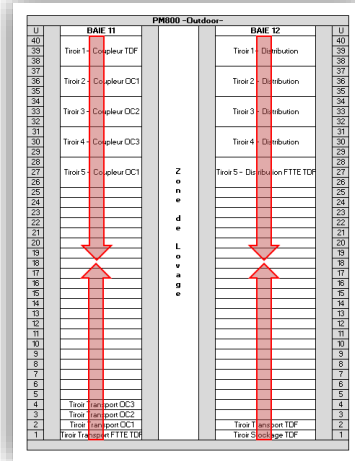 PM800 -Outdoor-
U BAIE 11 BAIE 12 U
40 40
39 Tiroir 1 - Coupleur TDF Tiroir 1 - Distribution 39
38 38
37 37
36 Tiroir 2 - Coupleur OC1 Tiroir 2 - Distribution 36
35 35
34 34
33 Tiroir 3 - Coupleur OC2 Tiroir 3 - Distribution 33
32 32
31 31
30 Tiroir 4 - Coupleur OC3 Tiroir 4 - Distribution 30
29 29
28 28
27 Tiroir 5 - Coupleur OC1 Tiroir 5 - Distribution FTTE TDF 27
26 26
25 25
24 24
23 23
22 22
21 21
20 20
19 19
18 18
17 17
16 16
15 15
14 14
13 13
12 12
11 11
10 10
9 9
8 8
7 7
6 6
5 5
4 Tiroir Transport OC3 4
3 Tiroir Transport OC2 3
2 Tiroir Transport OC1 Tiroir Transport TDF 2
1 Tiroir Transport FTTE TDF Tiroir Stockage TDF 1
Zone de Lovage